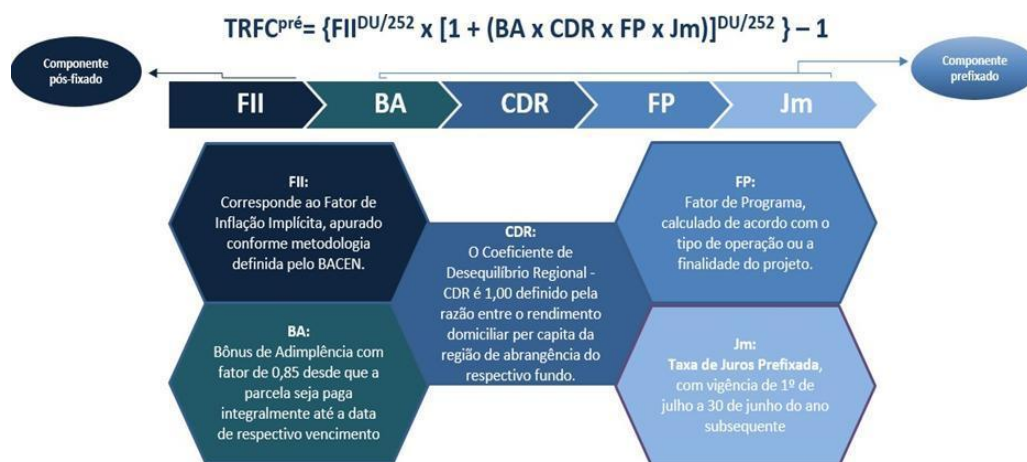 TRFCpré= {FIIDU/252 x [1 + (BA x CDR x FP x Jm)]DU/252 } – 1
Componente
pós-fixado
Componente
prefixado
FII
BA
CDR
FP
Jm
FII:
Corresponde ao Fator de
Inflação Implícita, apurado
conforme metodologia
definida pelo BACEN.
BA:
Bônus de Adimplência com
fator de 0,85 desde que a
parcela seja paga
integralmente até a data
de respectivo vencimento
CDR:
O Coeficiente de
Desequilíbrio Regional -
CDR é 1,00 definido pela
razão entre o rendimento
domiciliar per capita da
região de abrangência do
respectivo fundo.
FP:
Fator de Programa,
calculado de acordo com o
tipo de operação ou a
finalidade do projeto.
Jm:
Taxa de Juros Prefixada,
com vigência de 1º de
julho a 30 de junho do ano
subsequente